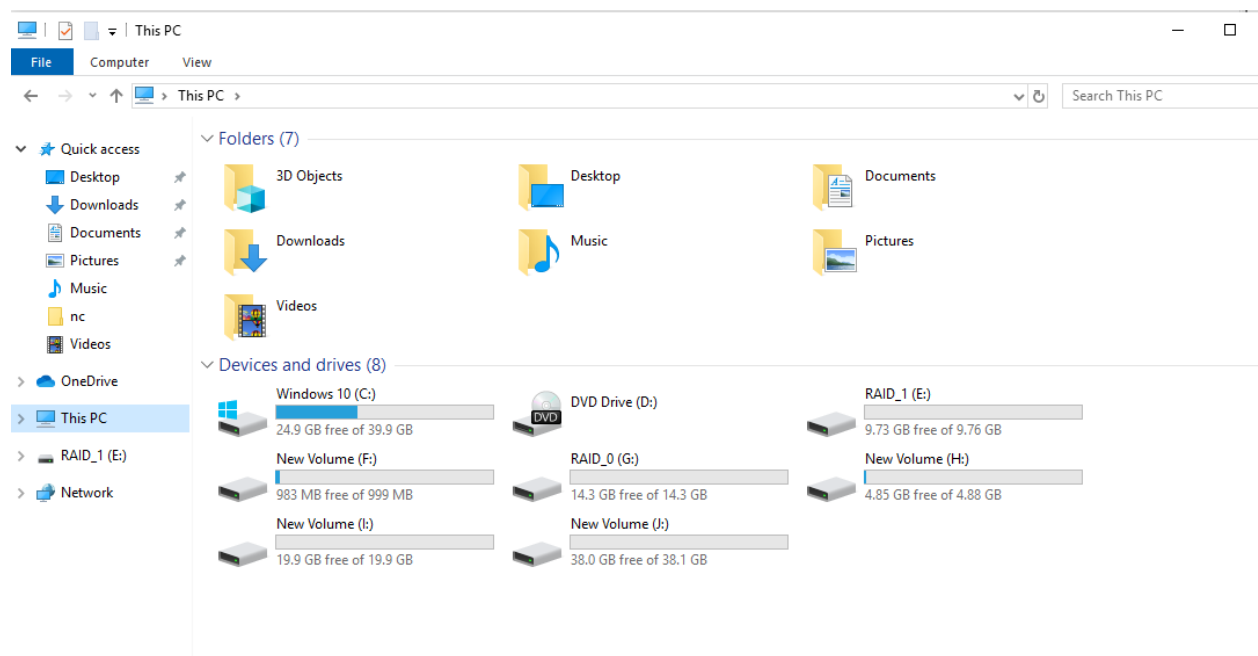 This PC
File Computer View
This PC
Search This PC
Quick access
Desktop
Downloads
Documents
Pictures
Music
nc
Videos
OneDrive
This PC
RAID_1 (E:)
Network
Folders (7)
3D Objects
Desktop
Documents
Downloads
Music
Pictures
Videos
Devices and drives (8)
Windows 10 (C:)
24.9 GB free of 39.9 GB
DVD Drive (D:)
DVD
RAID_1 (E:)
9.73 GB free of 9.76 GB
New Volume (F:)
983 MB free of 999 MB
RAID_0 (G:)
14.3 GB free of 14.3 GB
New Volume (H:)
4.85 GB free of 4.88 GB
New Volume (I:)
19.9 GB free of 19.9 GB
New Volume (J:)
38.0 GB free of 38.1 GB